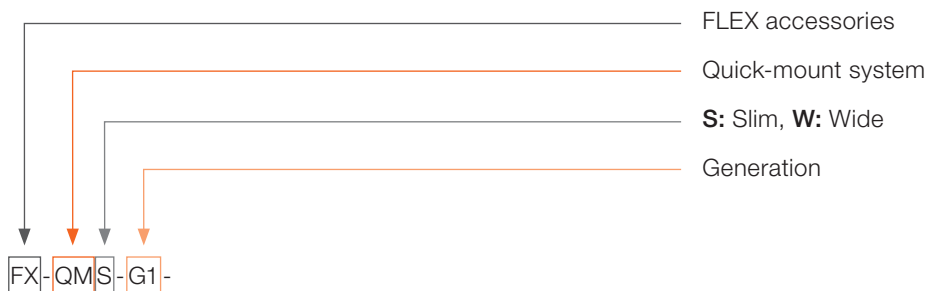 FLEX accessories
Quick-mount system
S: Slim, W: Wide
Generation
FX-QMS-G1-